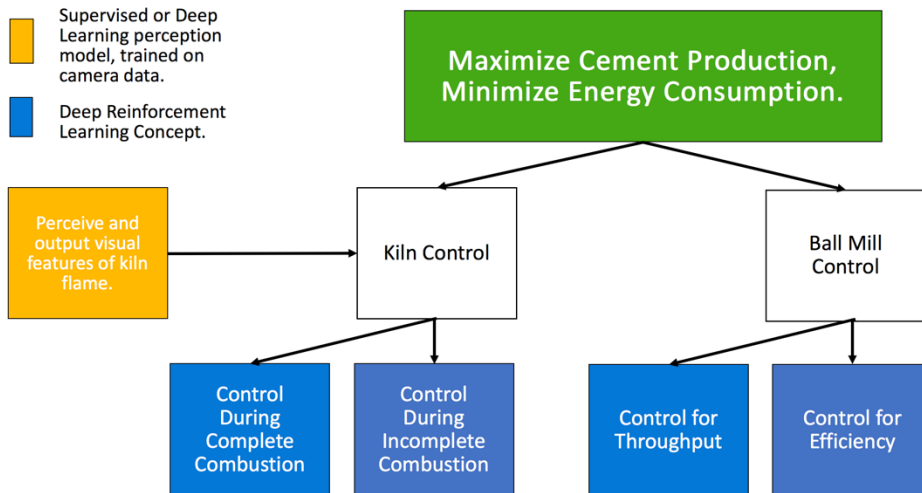 Supervised or Deep
Learning perception
model, trained on
camera data.
Deep Reinforcement
Learning Concept.
Maximize Cement Production,
Minimize Energy Consumption.
Perceive and
output visual
features of kiln
flame.
Kiln Control
Ball Mill
Control
Control
During
Complete
Combustion
Control
During
Incomplete
Combustion
Control for
Throughput
Control for
Efficiency